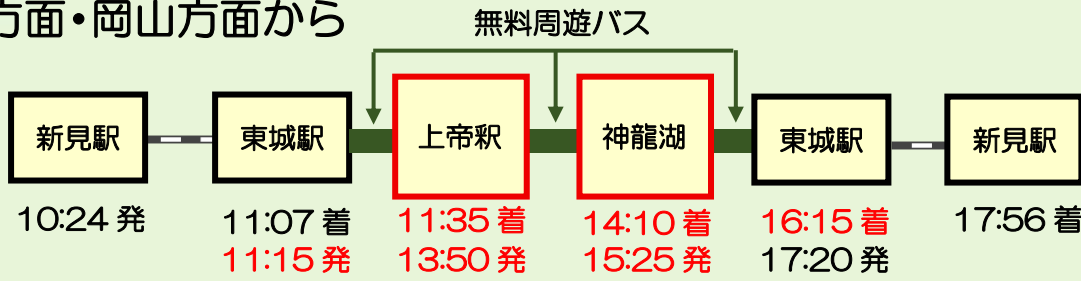 方面・岡山方面から
無料周遊バス
新見駅
東城駅
上帝釈
神龍湖
東城駅
新見駅
10:24 発
11:07 着
11:15 発
11:35 着
13:50 発
14:10 着
15:25 発
16:15 着
17:20 発
17:56 着